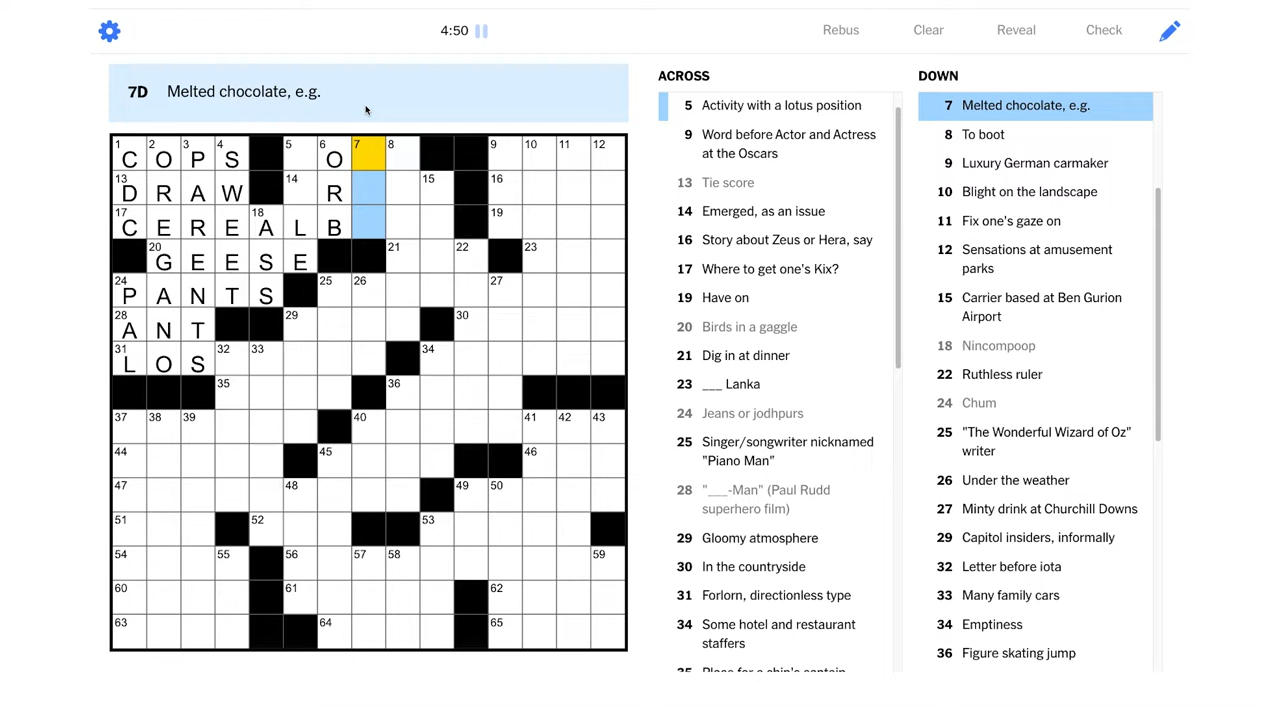 4:50
Rebus Clear Reveal Check
7D Melted chocolate, e.g.
1 2 3 4 5 6 7 8 9 10 11 12
C O P S O
13 14 15 16
D R A W R
17 18 19
C E R E A L B
20 21 22 23
G E E S E
24 25 26 27
P A N T S
28 29 30
A N T
31 32 33 34
L O S
35 36
37 38 39 40 41 42 43
44 45 46
47 48 49 50
51 52 53
54 55 56 57 58 59
60 61 62
63 64 65
ACROSS
5 Activity with a lotus position
9 Word before Actor and Actress
at the Oscars
13 Tie score
14 Emerged, as an issue
16 Story about Zeus or Hera, say
17 Where to get one's Kix?
19 Have on
20 Birds in a gaggle
21 Dig in at dinner
23 ___ Lanka
24 Jeans or jodhpurs
25 Singer/songwriter nicknamed
"Piano Man"
28 "___-Man" (Paul Rudd
superhero film)
29 Gloomy atmosphere
30 In the countryside
31 Forlorn, directionless type
34 Some hotel and restaurant
staffers
35 Place for a ship's captain
DOWN
7 Melted chocolate, e.g.
8 To boot
9 Luxury German carmaker
10 Blight on the landscape
11 Fix one's gaze on
12 Sensations at amusement
parks
15 Carrier based at Ben Gurion
Airport
18 Nincompoop
22 Ruthless ruler
24 Chum
25 "The Wonderful Wizard of Oz"
writer
26 Under the weather
27 Minty drink at Churchill Downs
29 Capitol insiders, informally
32 Letter before iota
33 Many family cars
34 Emptiness
36 Figure skating jump